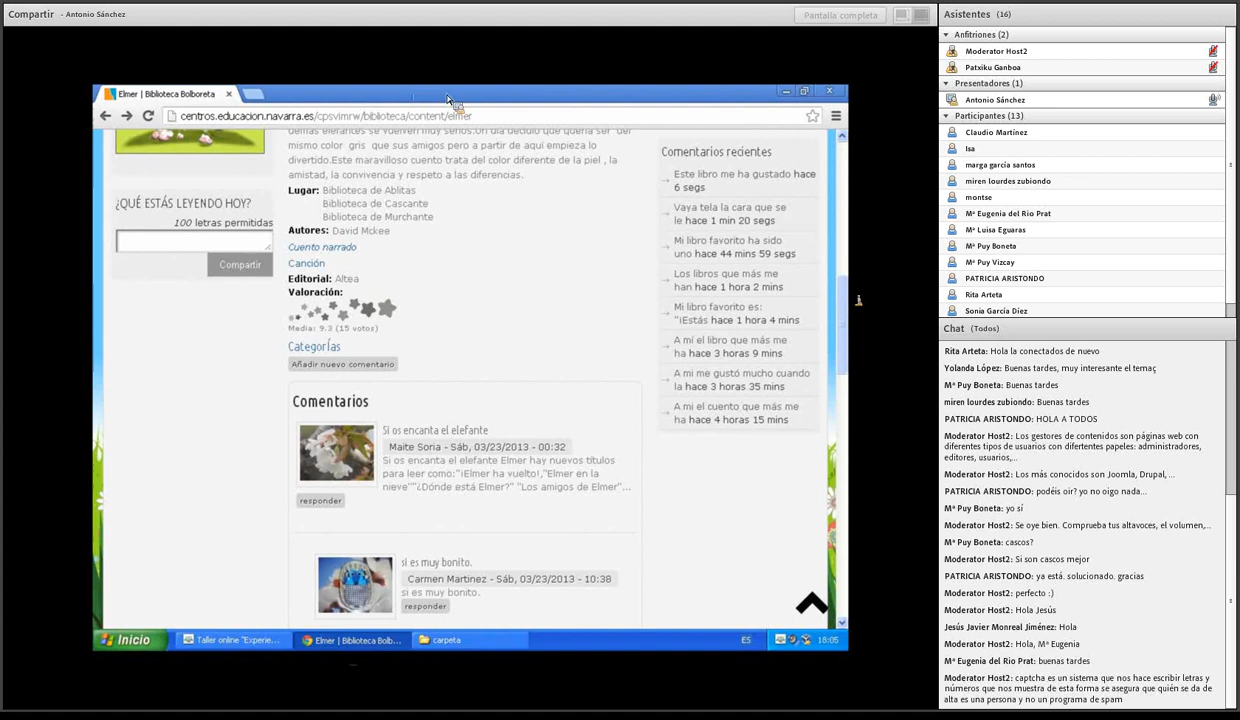 Compartir - Antonio Sánchez
Pantalla completa
Elmer | Biblioteca Bolboreta
centros.educacion.navarra.es/cpsvimrw/biblioteca/content/elmer
demás elefantes se vuelven muy serios.Un día decidió que quería ser del
mismo color gris que sus amigos pero a partir de aquí empieza lo
divertido.Este maravilloso cuento trata del color diferente de la piel , la
amistad, la convivencia y respeto a las diferencias.
Lugar: Biblioteca de Ablitas
Biblioteca de Cascante
Biblioteca de Murchante
Autores: David Mckee
Cuento narrado
Canción
Editorial: Altea
Valoración:
Media: 9.3 (15 votos)
Categorías
Añadir nuevo comentario
¿QUÉ ESTÁS LEYENDO HOY?
100 letras permitidas
Compartir
Comentarios
Si os encanta el elefante
Maite Soria - Sáb, 03/23/2013 - 00:32
Si os encanta el elefante Elmer hay nuevos títulos
para leer como:"¡Elmer ha vuelto!,"Elmer en la
nieve""¿Dónde está Elmer?" "Los amigos de Elmer"...
responder
si es muy bonito.
Carmen Martinez - Sáb, 03/23/2013 - 10:38
si es muy bonito.
responder
Comentarios recientes
Este libro me ha gustado hace
6 segs
Vaya tela la cara que se
le hace 1 min 20 segs
Mi libro favorito ha sido
uno hace 44 mins 59 segs
Los libros que más me
han hace 1 hora 2 mins
Mi libro favorito es:
"¡Estás hace 1 hora 4 mins
A mí el libro que más me
ha hace 3 horas 9 mins
A mi me gustó mucho cuando
la hace 3 horas 35 mins
A mi el cuento que más me
ha hace 4 horas 15 mins
Inicio
Taller online "Experie...
Elmer | Biblioteca Bolb...
carpeta
ES
18:05
Asistentes (16)
Anfitriones (2)
Moderator Host2
Patxiku Ganboa
Presentadores (1)
Antonio Sánchez
Participantes (13)
Claudio Martínez
Isa
marga garcía santos
miren lourdes zubiondo
montse
Mª Eugenia del Rio Prat
Mª Luisa Eguaras
Mª Puy Boneta
Mª Puy Vizcay
PATRICIA ARISTONDO
Rita Arteta
Sonia García Díez
Chat (Todos)
Rita Arteta: Hola la conectados de nuevo
Yolanda López: Buenas tardes, muy interesante el temaç
Mª Puy Boneta: Buenas tardes
miren lourdes zubiondo: Buenas tardes
PATRICIA ARISTONDO: HOLA A TODOS
Moderator Host2: Los gestores de contenidos son páginas web con
diferentes tipos de usuarios con difertentes papeles: administradores,
editores, usuarios,...
Moderator Host2: Los más conocidos son Joomla, Drupal, ...
PATRICIA ARISTONDO: podéis oir? yo no oigo nada...
Mª Puy Boneta: yo sí
Moderator Host2: Se oye bien. Comprueba tus altavoces, el volumen,...
Mª Puy Boneta: cascos?
Moderator Host2: Si son cascos mejor
PATRICIA ARISTONDO: ya está. solucionado. gracias
Moderator Host2: perfecto :)
Moderator Host2: Hola Jesús
Jesús Javier Monreal Jiménez: Hola
Moderator Host2: Hola, Mª Eugenia
Mª Eugenia del Rio Prat: buenas tardes
Moderator Host2: captcha es un sistema que nos hace escribir letras y
números que nos muestra de esta forma se asegura que quién se da de
alta es una persona y no un programa de spam